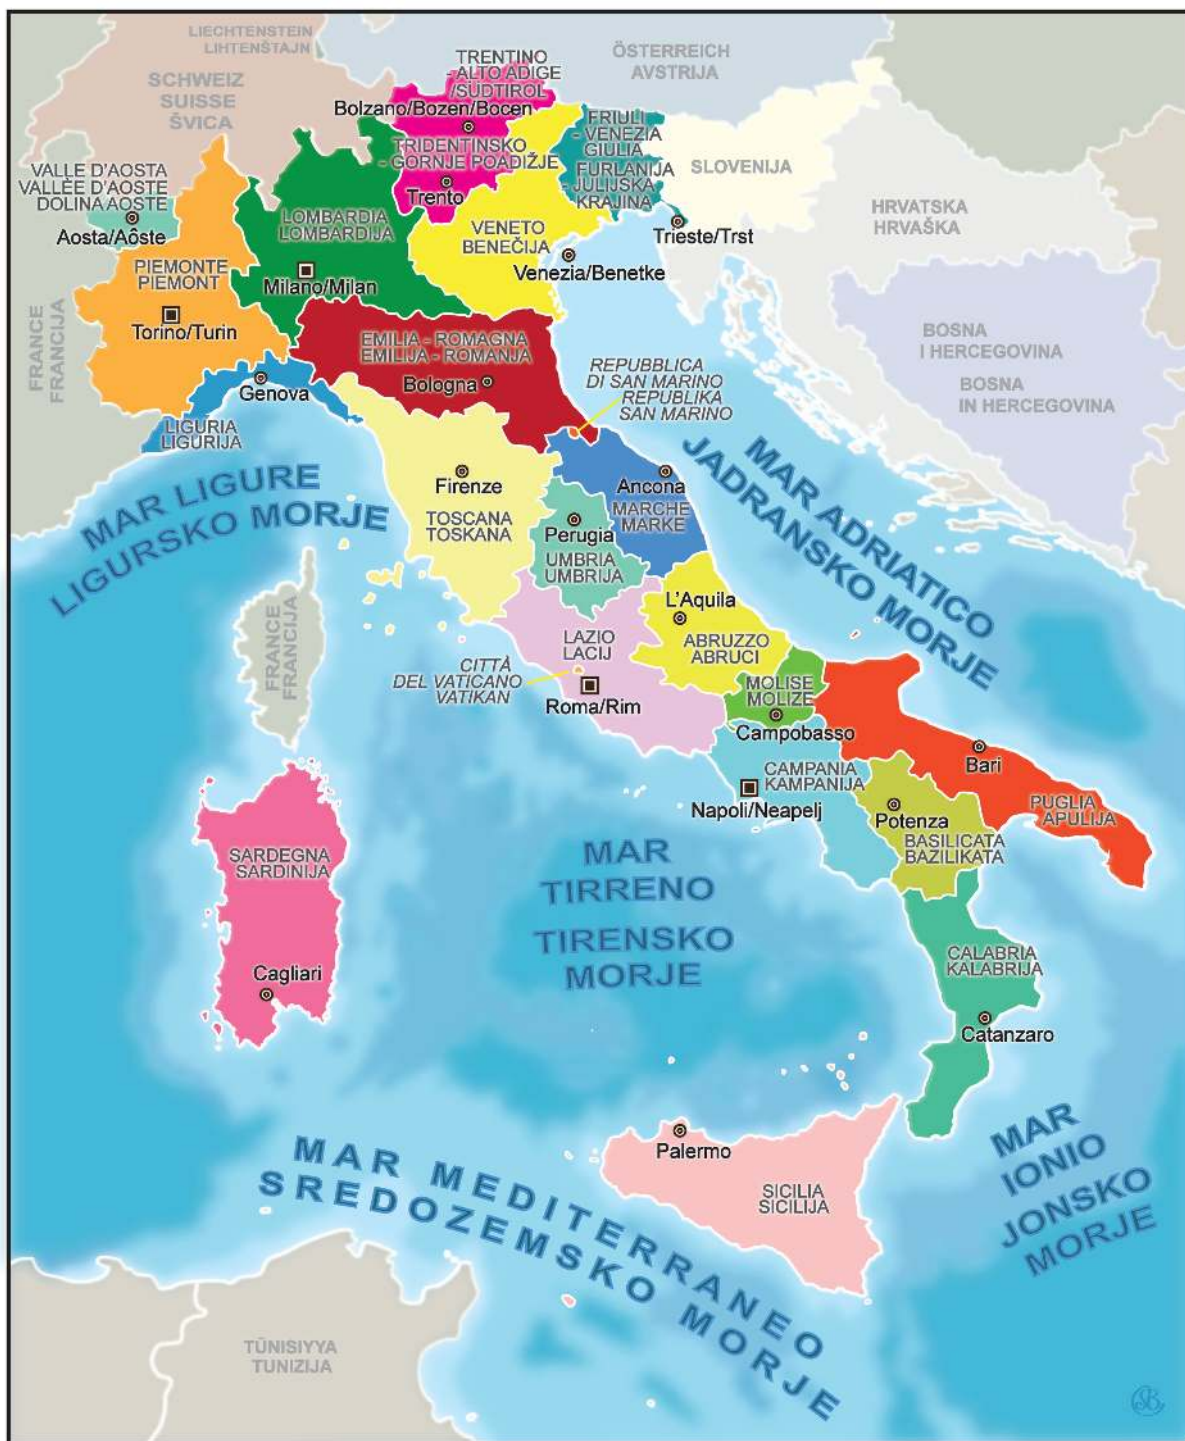 LIECHTENSTEIN
LIHTENŠTAJN
SCHWEIZ
SUISSE
ŠVICA
ÖSTERREICH
AVSTRIJA
TRENTINO
- ALTO ADIGE
/SÜDTIROL
Bolzano/Bozen/Bocen
TRIDENTINSKO
- GORNJE POADIŽJE
Trento
FRIULI
- VENEZIA
GIULIA
FURLANIJA
- JULIJSKA
KRAJINA
SLOVENIJA
HRVATSKA
HRVAŠKA
VALLE D'AOSTA
VALLÈE D'AOSTE
DOLINA AOSTE
Aosta/Aôste
LOMBARDIA
LOMBARDIJA
Milano/Milan
VENETO
BENEČIJA
Venezia/Benetke
Trieste/Trst
PIEMONTE
PIEMONT
Torino/Turin
FRANCE
FRANCIJA
EMILIA - ROMAGNA
EMILIJA - ROMANJA
Bologna
Genova
LIGURIA
LIGURIJA
REPUBBLICA
DI SAN MARINO
REPUBLIKA
SAN MARINO
BOSNA
I HERCEGOVINA
BOSNA
IN HERCEGOVINA
MAR LIGURE
LIGURSKO MORJE
Firenze
TOSCANA
TOSKANA
Ancona
MARCHE
MARKE
Perugia
UMBRIA
UMBRIJA
MAR ADRIATICO
JADRANSKO MORJE
FRANCE
FRANCIJA
LAZIO
LACIJ
CITTÀ
DEL VATICANO
VATIKAN
Roma/Rim
L'Aquila
ABRUZZO
ABRUCI
MOLISE
MOLIZE
Campobasso
CAMPANIA
KAMPANIJA
Napoli/Neapelj
Bari
PUGLIA
APULIJA
Potenza
BASILICATA
BAZILIKATA
SARDEGNA
SARDINIJA
Cagliari
MAR
TIRRENO
TIRENSKO
MORJE
CALABRIA
KALABRIJA
Catanzaro
MAR
IONIO
JONSKO
MORJE
Palermo
SICILIA
SICILIJA
MAR MEDITERRANEO
SREDOZEMSKO MORJE
TŪNISIYYA
TUNIZIJA